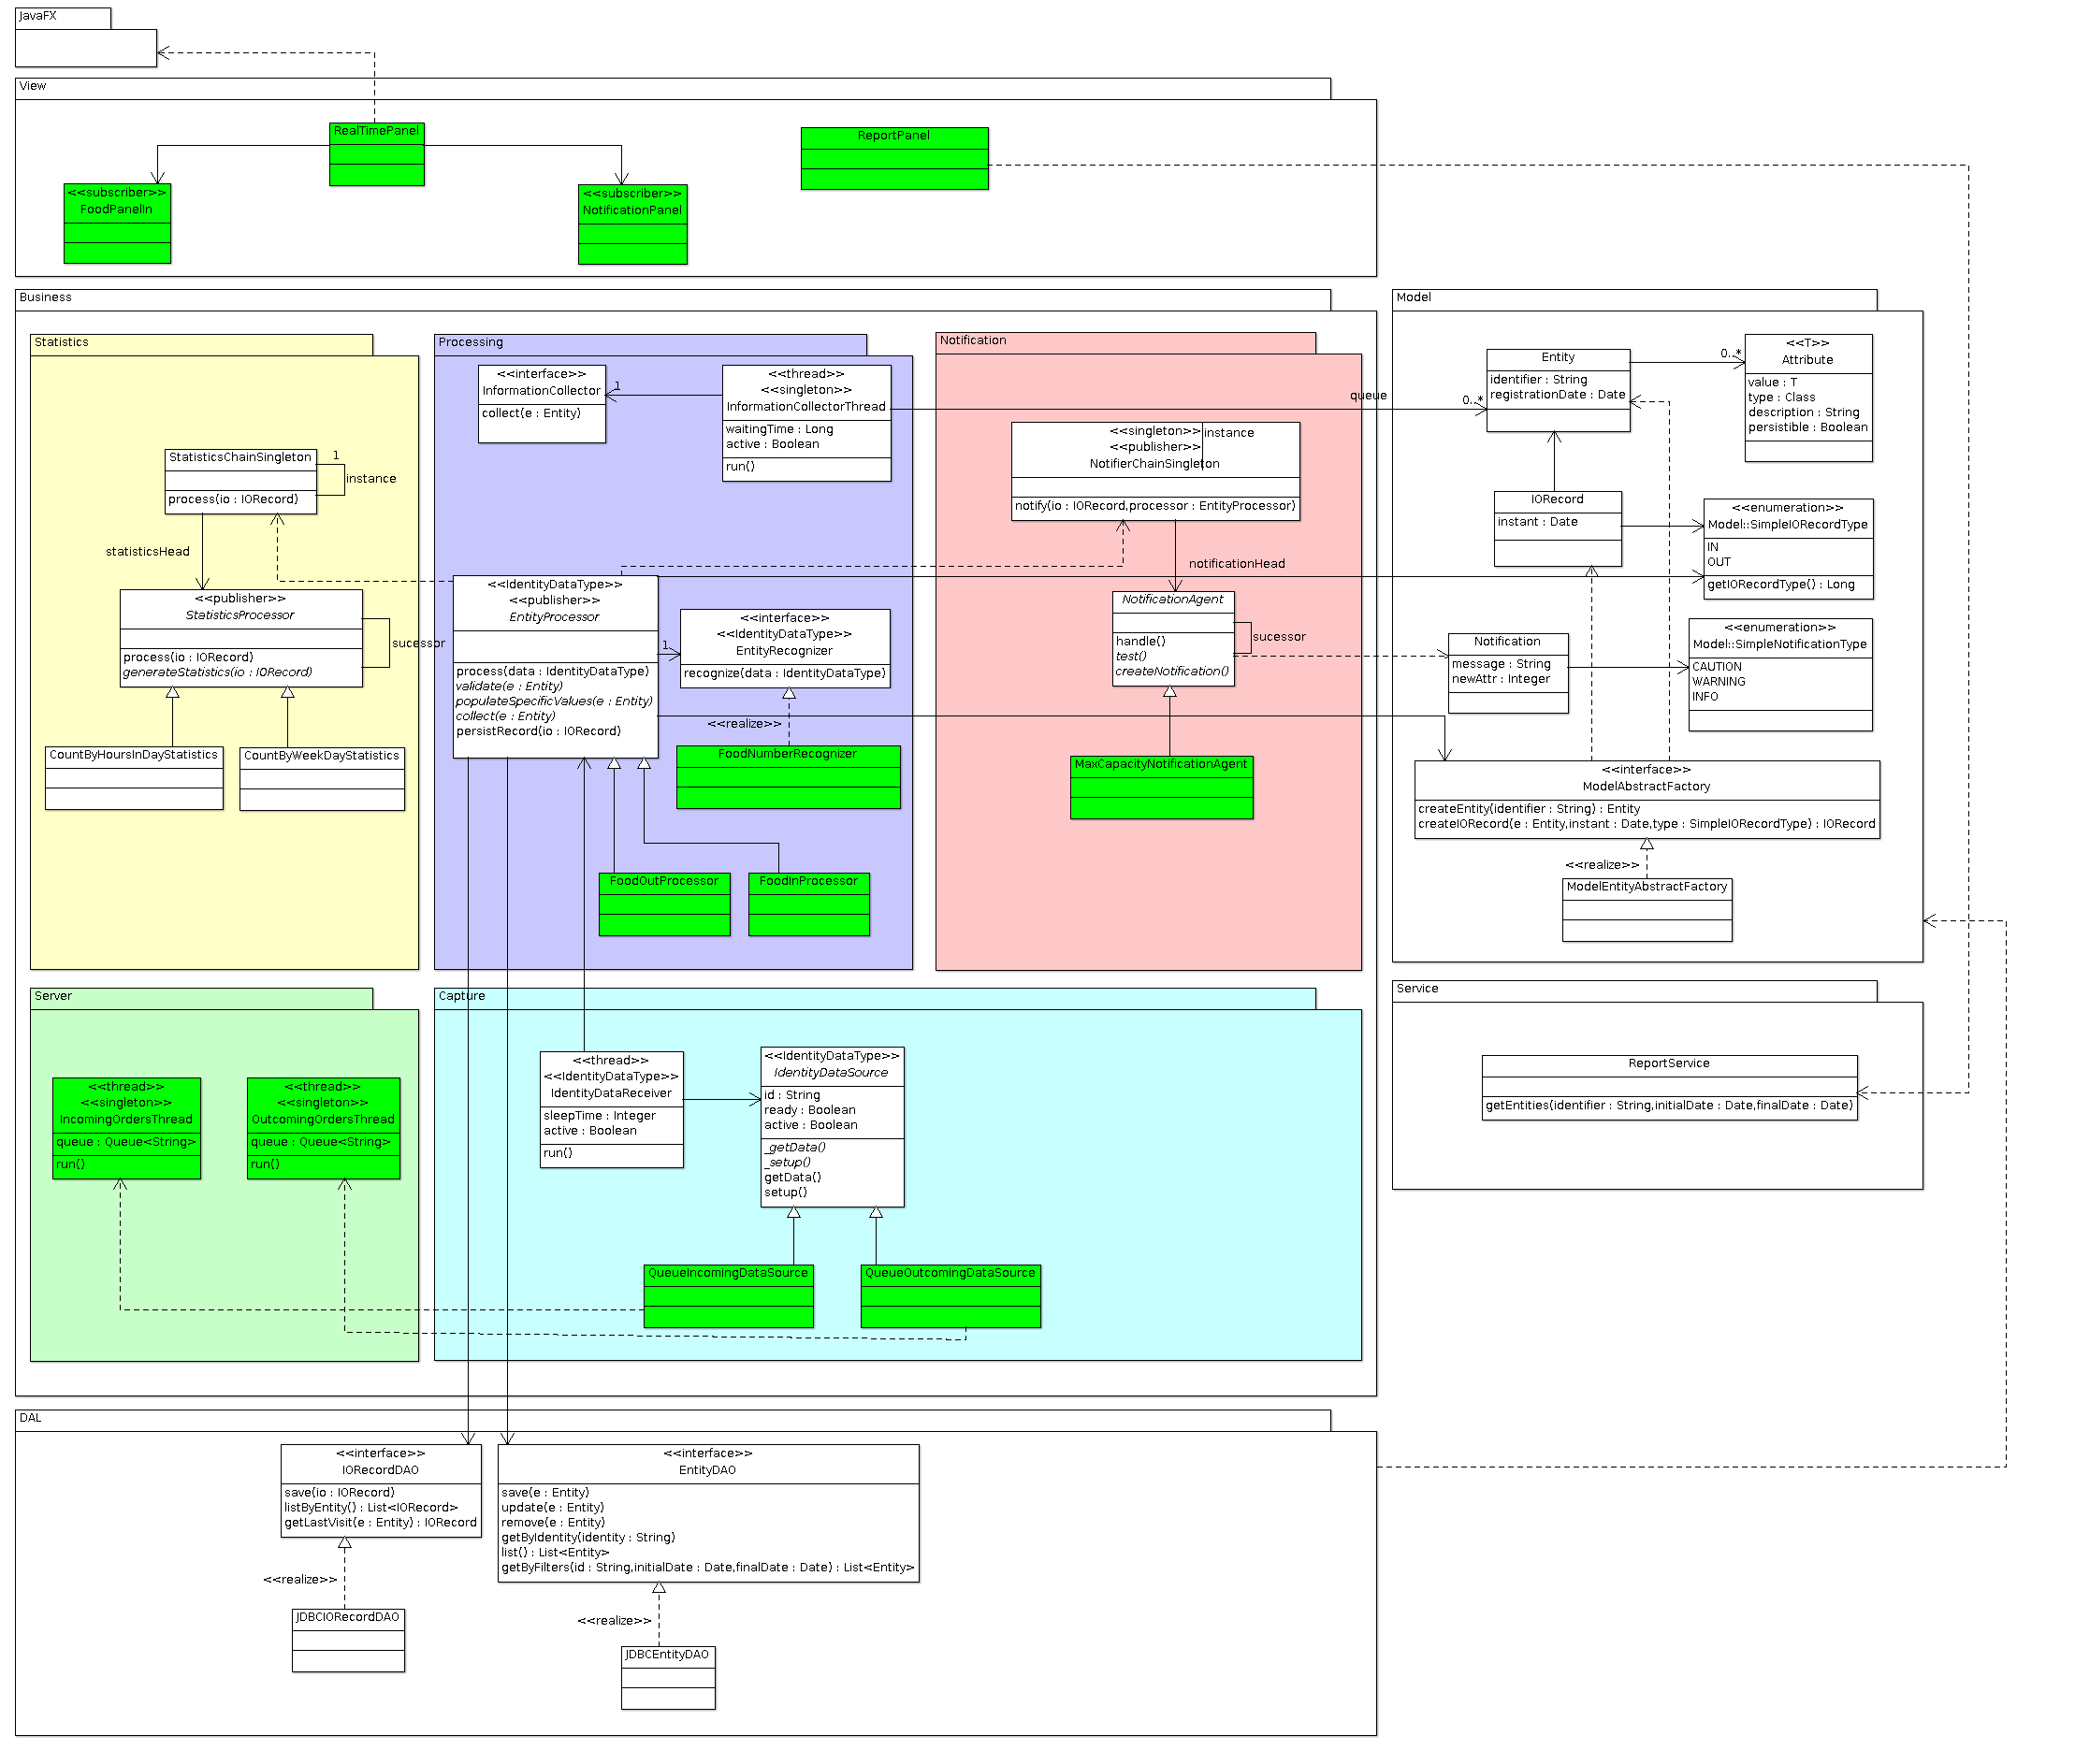 JavaFX
View
RealTimePanel
<<subscriber>>
FoodPanelIn
<<subscriber>>
NotificationPanel
ReportPanel
Business
Statistics
StatisticsChainSingleton
process(io : IORecord)
1
instance
statisticsHead
<<publisher>>
StatisticsProcessor
process(io : IORecord)
generateStatistics(io : IORecord)
sucessor
CountByHoursInDayStatistics
CountByWeekDayStatistics
Processing
<<interface>>
InformationCollector
collect(e : Entity)
1
<<thread>>
<<singleton>>
InformationCollectorThread
waitingTime : Long
active : Boolean
run()
queue
0..*
<<IdentityDataType>>
<<publisher>>
EntityProcessor
process(data : IdentityDataType)
validate(e : Entity)
populateSpecificValues(e : Entity)
collect(e : Entity)
persistRecord(io : IORecord)
1
<<interface>>
<<IdentityDataType>>
EntityRecognizer
recognize(data : IdentityDataType)
<<realize>>
FoodNumberRecognizer
FoodOutProcessor
FoodInProcessor
Notification
<<singleton>>
<<publisher>>
NotifierChainSingleton
notify(io : IORecord,processor : EntityProcessor)
instance
notificationHead
NotificationAgent
handle()
test()
createNotification()
sucessor
MaxCapacityNotificationAgent
Model
Entity
identifier : String
registrationDate : Date
0..*
<<T>>
Attribute
value : T
type : Class
description : String
persistible : Boolean
IORecord
instant : Date
<<enumeration>>
Model::SimpleIORecordType
IN
OUT
getIORecordType() : Long
Notification
message : String
newAttr : Integer
<<enumeration>>
Model::SimpleNotificationType
CAUTION
WARNING
INFO
<<interface>>
ModelAbstractFactory
createEntity(identifier : String) : Entity
createIORecord(e : Entity,instant : Date,type : SimpleIORecordType) : IORecord
<<realize>>
ModelEntityAbstractFactory
Server
<<thread>>
<<singleton>>
IncomingOrdersThread
queue : Queue<String>
run()
<<thread>>
<<singleton>>
OutcomingOrdersThread
queue : Queue<String>
run()
Capture
<<thread>>
<<IdentityDataType>>
IdentityDataReceiver
sleepTime : Integer
active : Boolean
run()
<<IdentityDataType>>
IdentityDataSource
id : String
ready : Boolean
active : Boolean
_getData()
_setup()
getData()
setup()
QueueIncomingDataSource
QueueOutcomingDataSource
Service
ReportService
getEntities(identifier : String,initialDate : Date,finalDate : Date)
DAL
<<interface>>
IORecordDAO
save(io : IORecord)
listByEntity() : List<IORecord>
getLastVisit(e : Entity) : IORecord
<<realize>>
JDBCIORecordDAO
<<interface>>
EntityDAO
save(e : Entity)
update(e : Entity)
remove(e : Entity)
getByIdentity(identity : String)
list() : List<Entity>
getByFilters(id : String,initialDate : Date,finalDate : Date) : List<Entity>
<<realize>>
JDBCEntityDAO